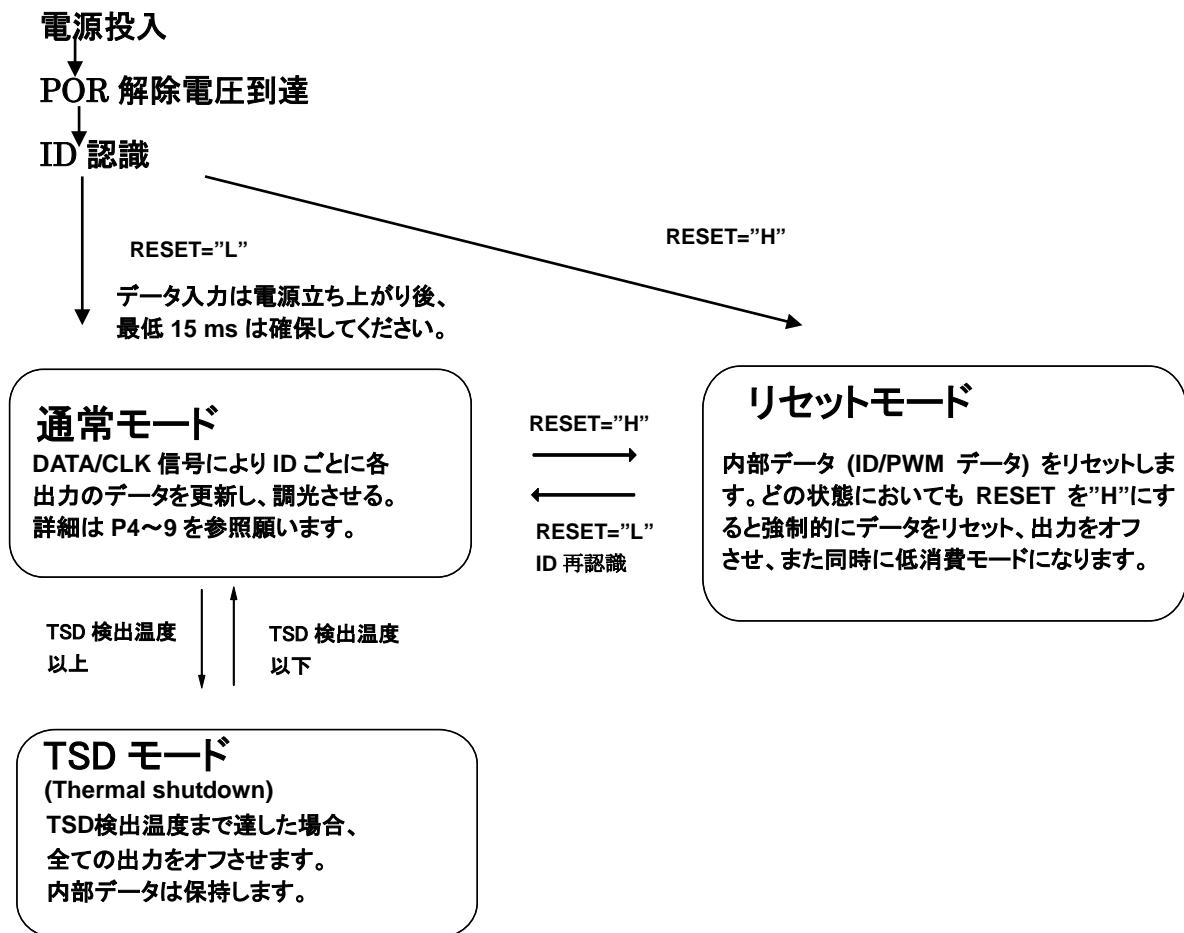 電源投入
POR 解除電圧到達
ID 認識
RESET="L"
RESET="H"
データ入力は電源立ち上がり後、
最低 15 ms は確保してください。
通常モード
DATA/CLK 信号により ID ごとに各
出力のデータを更新し、調光させる。
詳細は P4～9 を参照願います。
RESET="H"
RESET="L"
ID 再認識
リセットモード
内部データ (ID/PWM データ) をリセットしま
す。どの状態においても RESET を"H"にす
ると強制的にデータをリセット、出力をオフ
させ、また同時に低消費モードになります。
TSD 検出温度
以上
TSD 検出温度
以下
TSD モード
(Thermal shutdown)
TSD検出温度まで達した場合、
全ての出力をオフさせます。
内部データは保持します。